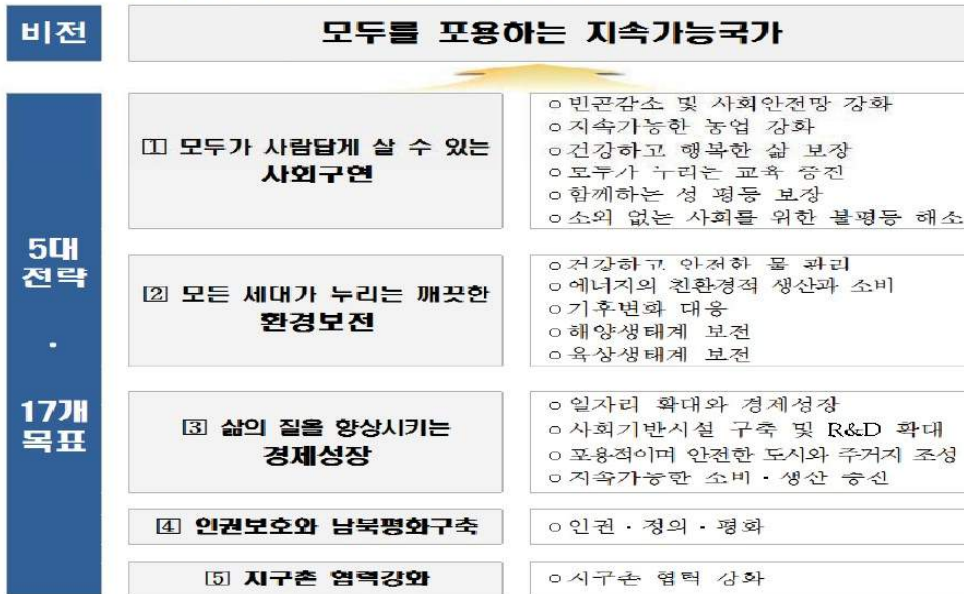 비전
모두를 포용하는 지속가능국가
5대
전략
·
17개
목표
① 모두가 사람답게 살 수 있는
사회구현
○ 빈곤감소 및 사회안전망 강화
○ 지속가능한 농업 강화
○ 건강하고 행복한 삶 보장
○ 모두가 누리는 교육 증진
○ 함께하는 성 평등 보장
○ 소외 없는 사회를 위한 불평등 해소
② 모든 세대가 누리는 깨끗한
환경보전
○ 건강하고 안전한 물 관리
○ 에너지의 친환경적 생산과 소비
○ 기후변화 대응
○ 해양생태계 보전
○ 육상생태계 보전
③ 삶의 질을 향상시키는
경제성장
○ 일자리 확대와 경제성장
○ 사회기반시설 구축 및 R&D 확대
○ 포용적이며 안전한 도시와 주거지 조성
○ 지속가능한 소비·생산 증진
④ 인권보호와 남북평화구축
○ 인권·정의·평화
⑤ 지구촌 협력강화
○ 지구촌 협력 강화